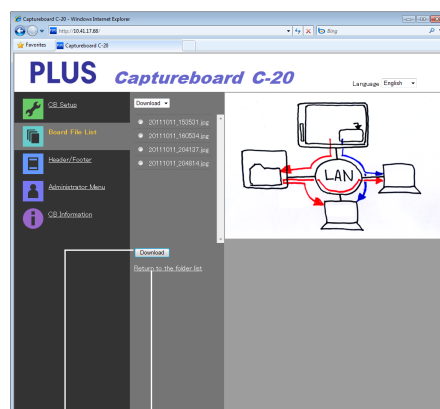 Captureboard C-20 - Windows Internet Explorer
http://10.41.17.68/
Bing
Favorites
Captureboard C-20
PLUS Captureboard C-20
Language English
CB Setup
Board File List
Header/Footer
Administrator Menu
CB Information
Download
20111011_153531.jpg
20111011_160534.jpg
20111011_204137.jpg
20111011_204814.jpg
LAN
Download
Return to the folder list